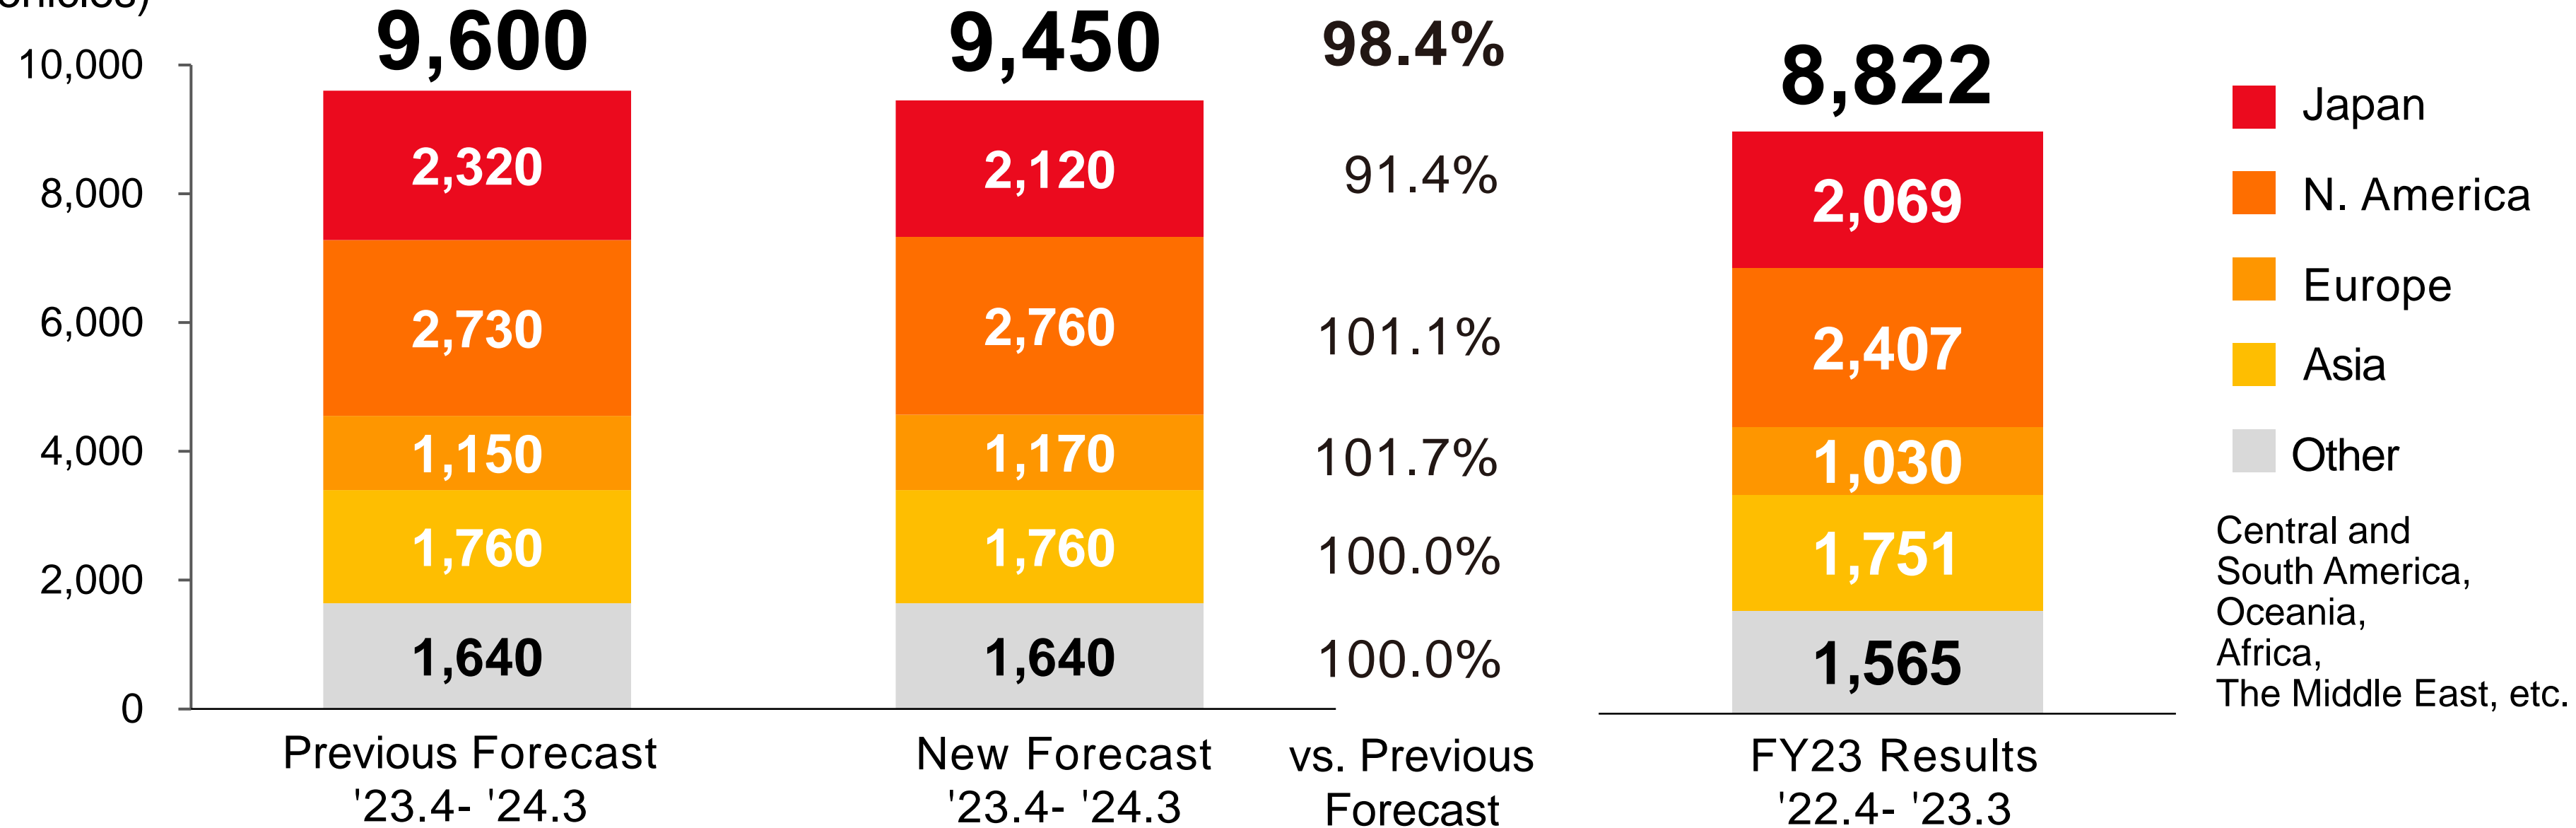 9,600 9,450 98.4% 8,822
10,000
8,000
6,000
4,000
2,000
0
2,320 2,120 91.4% 2,069
2,730 2,760 101.1% 2,407
1,150 1,170 101.7% 1,030
1,760 1,760 100.0% 1,751
1,640 1,640 100.0% 1,565
Previous Forecast
'23.4- '24.3
New Forecast
'23.4- '24.3
vs. Previous
Forecast
FY23 Results
'22.4- '23.3
Japan
N. America
Europe
Asia
Other
Central and
South America,
Oceania,
Africa,
The Middle East, etc.